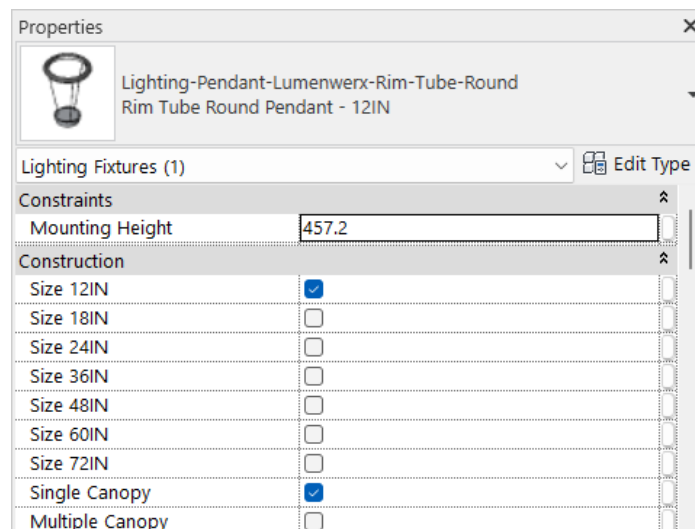 Properties
Lighting-Pendant-Lumenwerx-Rim-Tube-Round
Rim Tube Round Pendant - 12IN
Lighting Fixtures (1)
Edit Type
Constraints
Mounting Height 457.2
Construction
Size 12IN
Size 18IN
Size 24IN
Size 36IN
Size 48IN
Size 60IN
Size 72IN
Single Canopy
Multiple Canopy